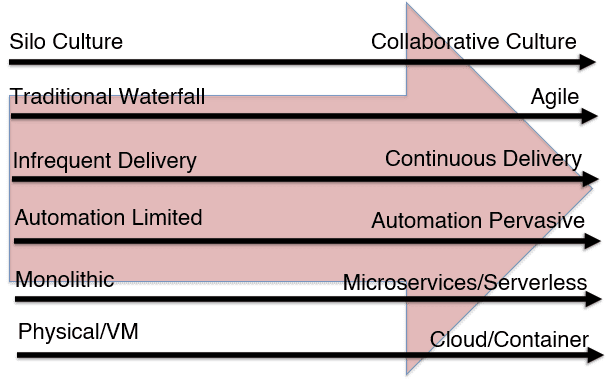 Silo Culture Collaborative Culture
Traditional Waterfall Agile
Infrequent Delivery Continuous Delivery
Automation Limited Automation Pervasive
Monolithic Microservices/Serverless
Physical/VM Cloud/Container